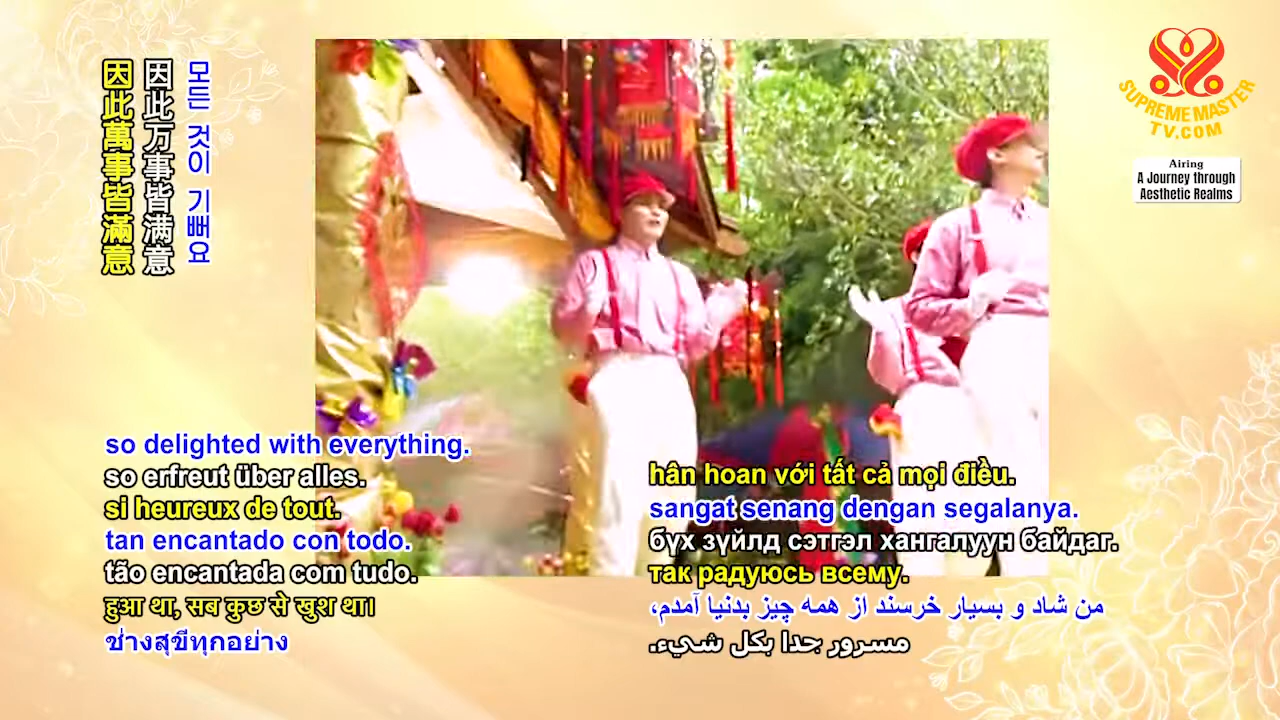 因此萬事皆滿意
因此万事皆满意
모든 것이 기뻐요
SUPREME MASTER
TV.COM
Airing
A Journey through
Aesthetic Realms
so delighted with everything.
so erfreut über alles.
si heureux de tout.
tan encantado con todo.
tão encantada com tudo.
हुआ था, सब कुछ से खुश था।
ช่างสุขีทุกอย่าง
hân hoan với tất cả mọi điều.
sangat senang dengan segalanya.
бүх зүйлд сэтгэл хангалуун байдаг.
так радуюсь всему.
من شاد و بسیار خرسند از همه چیز بدنیا آمدم،
مسرور جدا بكل شيء.